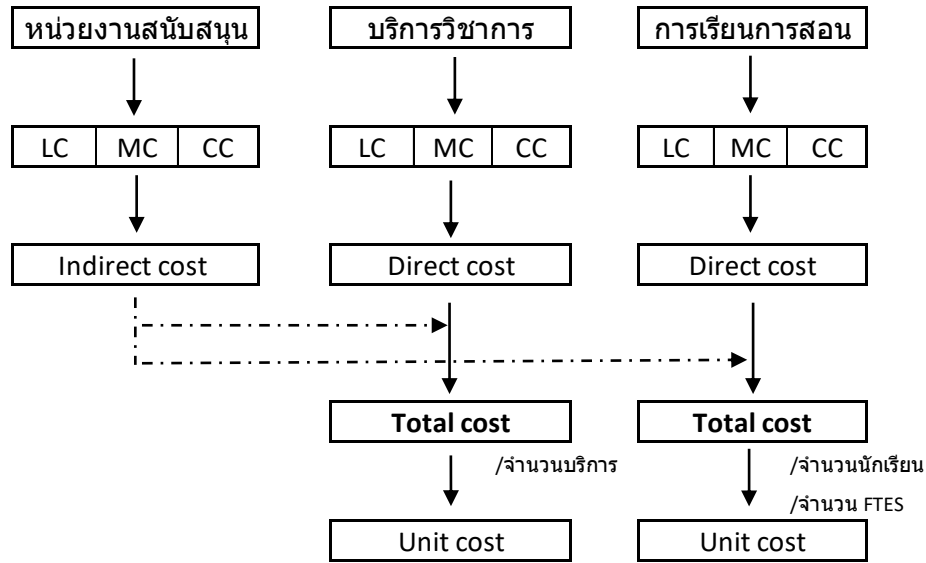 หน่วยงานสนับสนุน บริการวิชาการ การเรียนการสอน
LC MC CC LC MC CC LC MC CC
Indirect cost Direct cost Direct cost
Total cost Total cost
/จำนวนบริการ /จำนวนนักเรียน
/จำนวน FTES
Unit cost Unit cost